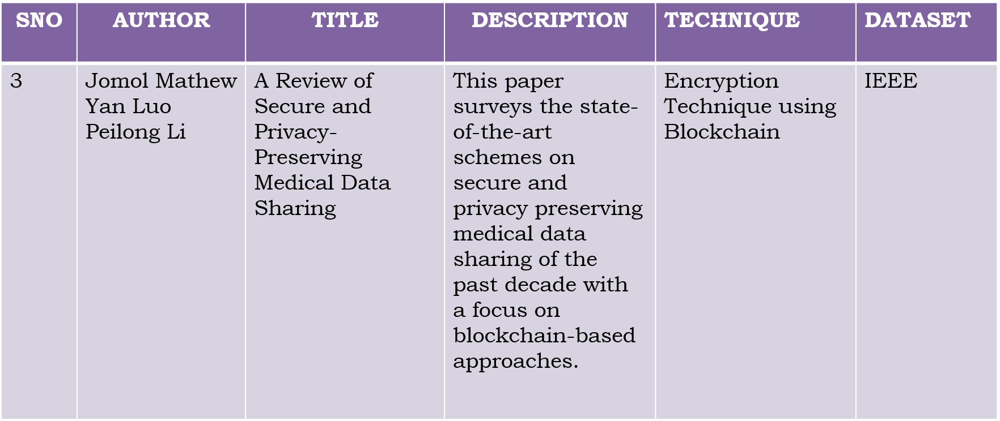 SNO AUTHOR TITLE DESCRIPTION TECHNIQUE DATASET
3
Jomol Mathew
Yan Luo
Peilong Li
A Review of
Secure and
Privacy-
Preserving
Medical Data
Sharing
This paper
surveys the state-
of-the-art
schemes on
secure and
privacy preserving
medical data
sharing of the
past decade with
a focus on
blockchain-based
approaches.
Encryption
Technique using
Blockchain
IEEE